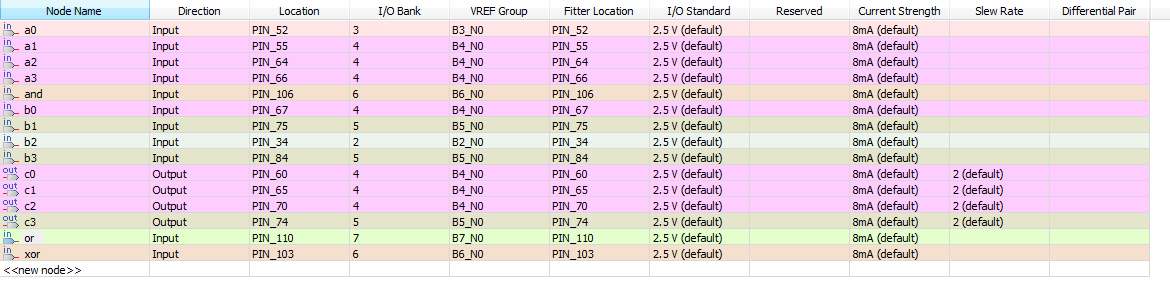 Node Name Direction Location I/O Bank VREF Group Fitter Location I/O Standard Reserved Current Strength Slew Rate Differential Pair
in a0 Input PIN_52 3 B3_N0 PIN_52 2.5 V (default) 8mA (default)
in a1 Input PIN_55 4 B4_N0 PIN_55 2.5 V (default) 8mA (default)
in a2 Input PIN_64 4 B4_N0 PIN_64 2.5 V (default) 8mA (default)
in a3 Input PIN_66 4 B4_N0 PIN_66 2.5 V (default) 8mA (default)
in and Input PIN_106 6 B6_N0 PIN_106 2.5 V (default) 8mA (default)
in b0 Input PIN_67 4 B4_N0 PIN_67 2.5 V (default) 8mA (default)
in b1 Input PIN_75 5 B5_N0 PIN_75 2.5 V (default) 8mA (default)
in b2 Input PIN_34 2 B2_N0 PIN_34 2.5 V (default) 8mA (default)
in b3 Input PIN_84 5 B5_N0 PIN_84 2.5 V (default) 8mA (default)
out c0 Output PIN_60 4 B4_N0 PIN_60 2.5 V (default) 8mA (default) 2 (default)
out c1 Output PIN_65 4 B4_N0 PIN_65 2.5 V (default) 8mA (default) 2 (default)
out c2 Output PIN_70 4 B4_N0 PIN_70 2.5 V (default) 8mA (default) 2 (default)
out c3 Output PIN_74 5 B5_N0 PIN_74 2.5 V (default) 8mA (default) 2 (default)
in or Input PIN_110 7 B7_N0 PIN_110 2.5 V (default) 8mA (default)
in xor Input PIN_103 6 B6_N0 PIN_103 2.5 V (default) 8mA (default)
<<new node>>